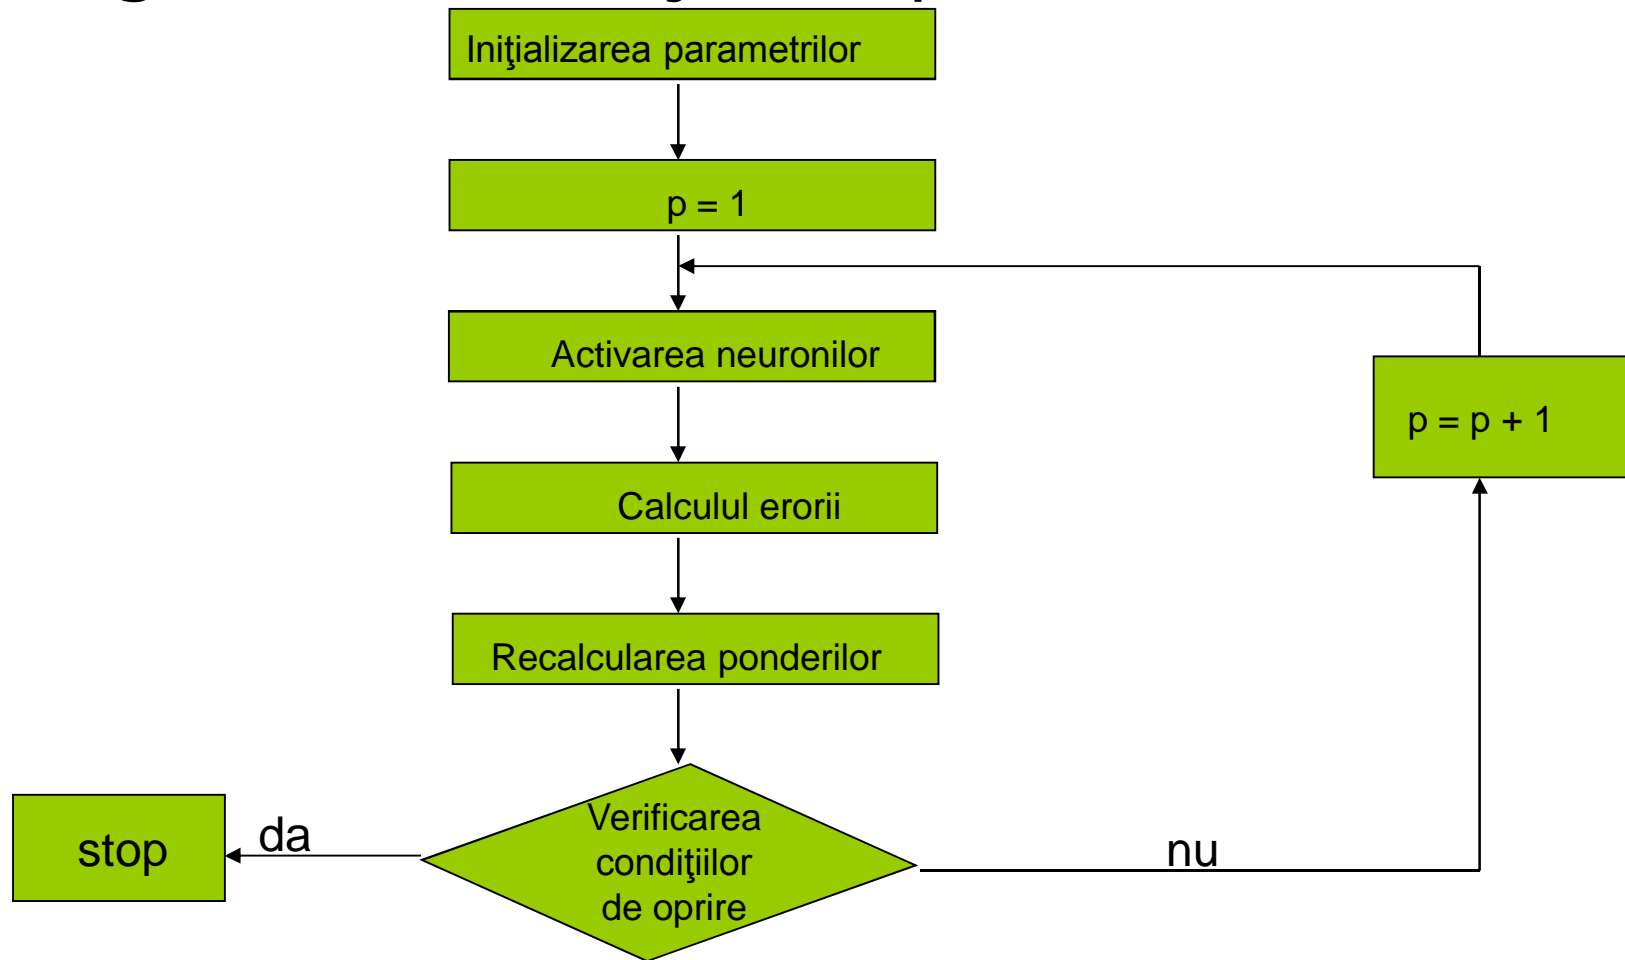 Iniţializarea parametrilor
p = 1
Activarea neuronilor
p = p + 1
Calculul erorii
Recalcularea ponderilor
Verificarea
condiţiilor
de oprire
stop
da
nu